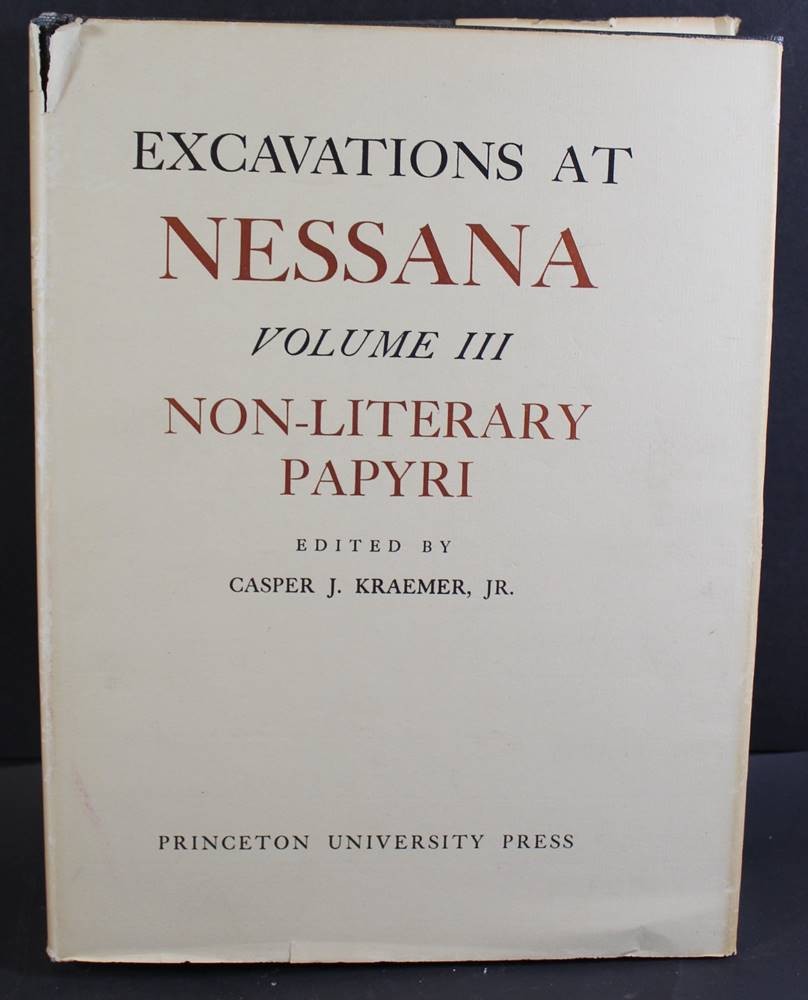 EXCAVATIONS AT
NESSANA
VOLUME III
NON-LITERARY
PAPYRI
EDITED BY
CASPER J. KRAEMER, JR.
PRINCETON UNIVERSITY PRESS